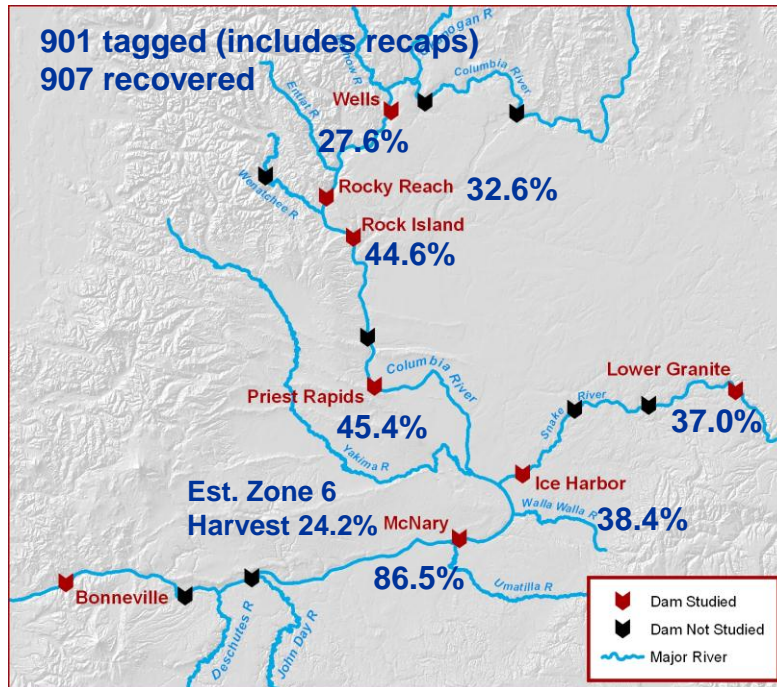 901 tagged (includes recaps)
907 recovered
Columbia River
Wells
Entiat R
27.6%
Rocky Reach
32.6%
Wenatchee R
Rock Island
44.6%
Columbia River
Lower Granite
Priest Rapids
Snake River
37.0%
45.4%
Yakima R
Ice Harbor
Est. Zone 6
Walla Walla R
Harvest 24.2%
McNary
38.4%
86.5%
Umatilla R
Bonneville
Deschutes R
John Day R
Dam Studied
Dam Not Studied
Major River